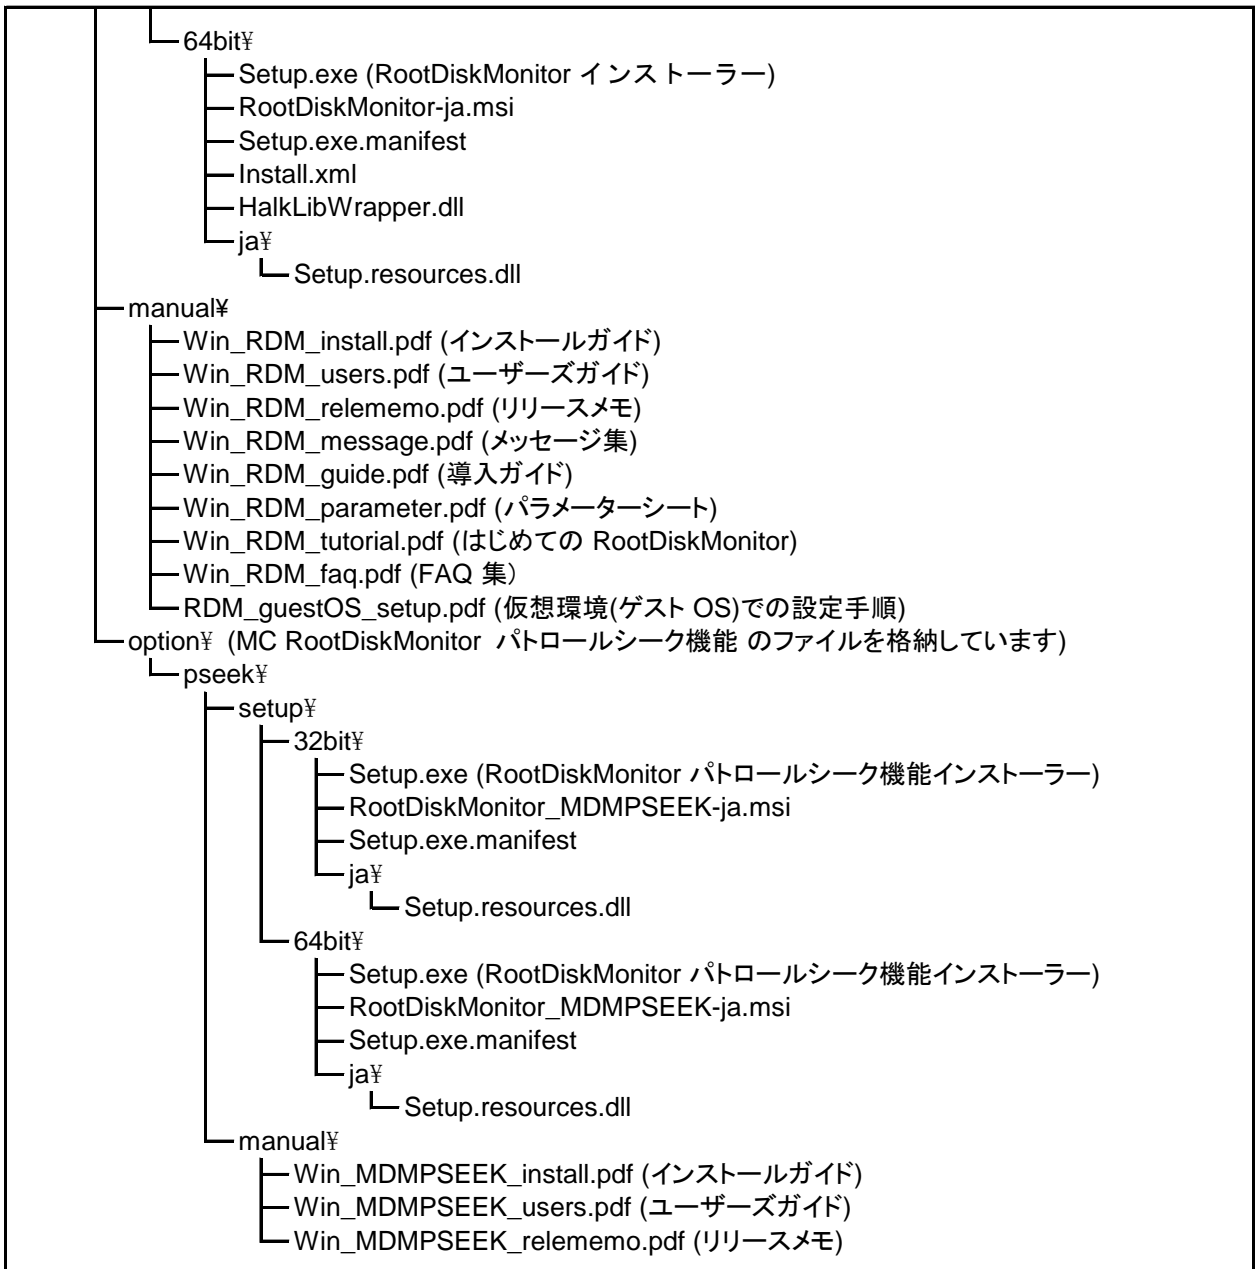 64bit¥
Setup.exe (RootDiskMonitor インストーラー)
RootDiskMonitor-ja.msi
Setup.exe.manifest
Install.xml
HalkLibWrapper.dll
ja¥
Setup.resources.dll
manual¥
Win_RDM_install.pdf (インストールガイド)
Win_RDM_users.pdf (ユーザーズガイド)
Win_RDM_relememo.pdf (リリースメモ)
Win_RDM_message.pdf (メッセージ集)
Win_RDM_guide.pdf (導入ガイド)
Win_RDM_parameter.pdf (パラメーターシート)
Win_RDM_tutorial.pdf (はじめての RootDiskMonitor)
Win_RDM_faq.pdf (FAQ 集）
RDM_guestOS_setup.pdf (仮想環境(ゲスト OS)での設定手順)
option¥ (MC RootDiskMonitor パトロールシーク機能 のファイルを格納しています)
pseek¥
setup¥
32bit¥
Setup.exe (RootDiskMonitor パトロールシーク機能インストーラー)
RootDiskMonitor_MDMPSEEK-ja.msi
Setup.exe.manifest
ja¥
Setup.resources.dll
64bit¥
Setup.exe (RootDiskMonitor パトロールシーク機能インストーラー)
RootDiskMonitor_MDMPSEEK-ja.msi
Setup.exe.manifest
ja¥
Setup.resources.dll
manual¥
Win_MDMPSEEK_install.pdf (インストールガイド)
Win_MDMPSEEK_users.pdf (ユーザーズガイド)
Win_MDMPSEEK_relememo.pdf (リリースメモ)